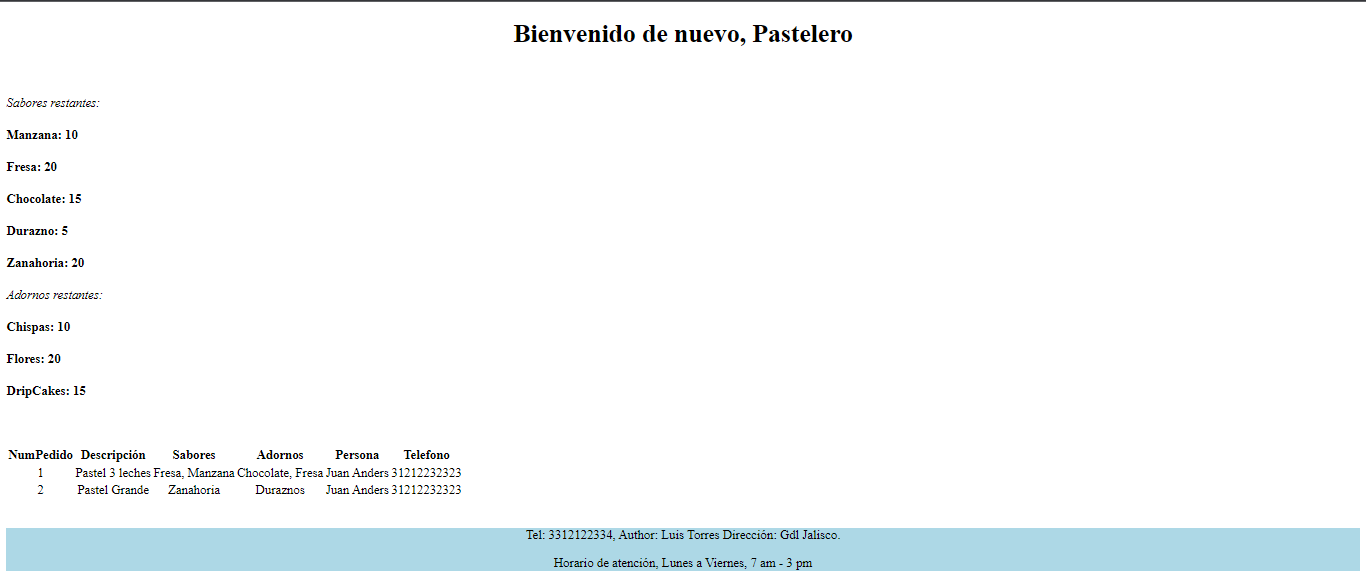 Bienvenido de nuevo, Pastelero
Sabores restantes:
Manzana: 10
Fresa: 20
Chocolate: 15
Durazno: 5
Zanahoria: 20
Adornos restantes:
Chispas: 10
Flores: 20
DripCakes: 15
NumPedido Descripción Sabores Adornos Persona Telefono
1 Pastel 3 leches Fresa, Manzana Chocolate, Fresa Juan Anders 31212232323
2 Pastel Grande Zanahoria Duraznos Juan Anders 31212232323
Tel: 3312122334, Author: Luis Torres Dirección: Gdl Jalisco.
Horario de atención, Lunes a Viernes, 7 am - 3 pm